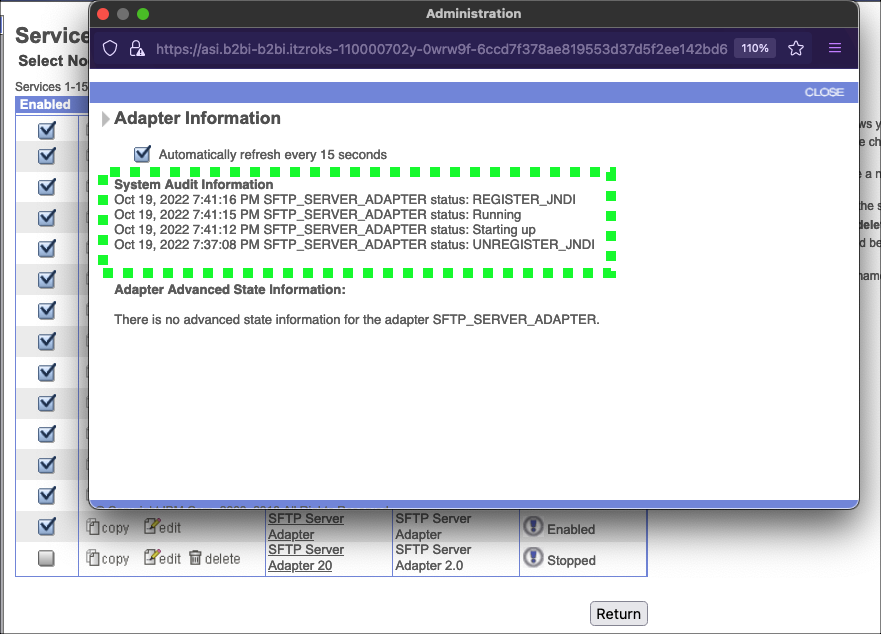 Administration
https://asi.b2bi-b2bi.itzroks-110000702y-0wrw9f-6ccd7f378ae819553d37d5f2ee142bd6
110%
CLOSE
Service
Select No
Services 1-15
Enabled
Adapter Information
Automatically refresh every 15 seconds
System Audit Information
Oct 19, 2022 7:41:16 PM SFTP_SERVER_ADAPTER status: REGISTER_JNDI
Oct 19, 2022 7:41:15 PM SFTP_SERVER_ADAPTER status: Running
Oct 19, 2022 7:41:12 PM SFTP_SERVER_ADAPTER status: Starting up
Oct 19, 2022 7:37:08 PM SFTP_SERVER_ADAPTER status: UNREGISTER_JNDI
Adapter Advanced State Information:
There is no advanced state information for the adapter SFTP_SERVER_ADAPTER.
copy edit SFTP Server Adapter SFTP Server Adapter Enabled
copy edit delete SFTP Server Adapter 20 SFTP Server Adapter 2.0 Stopped
Return